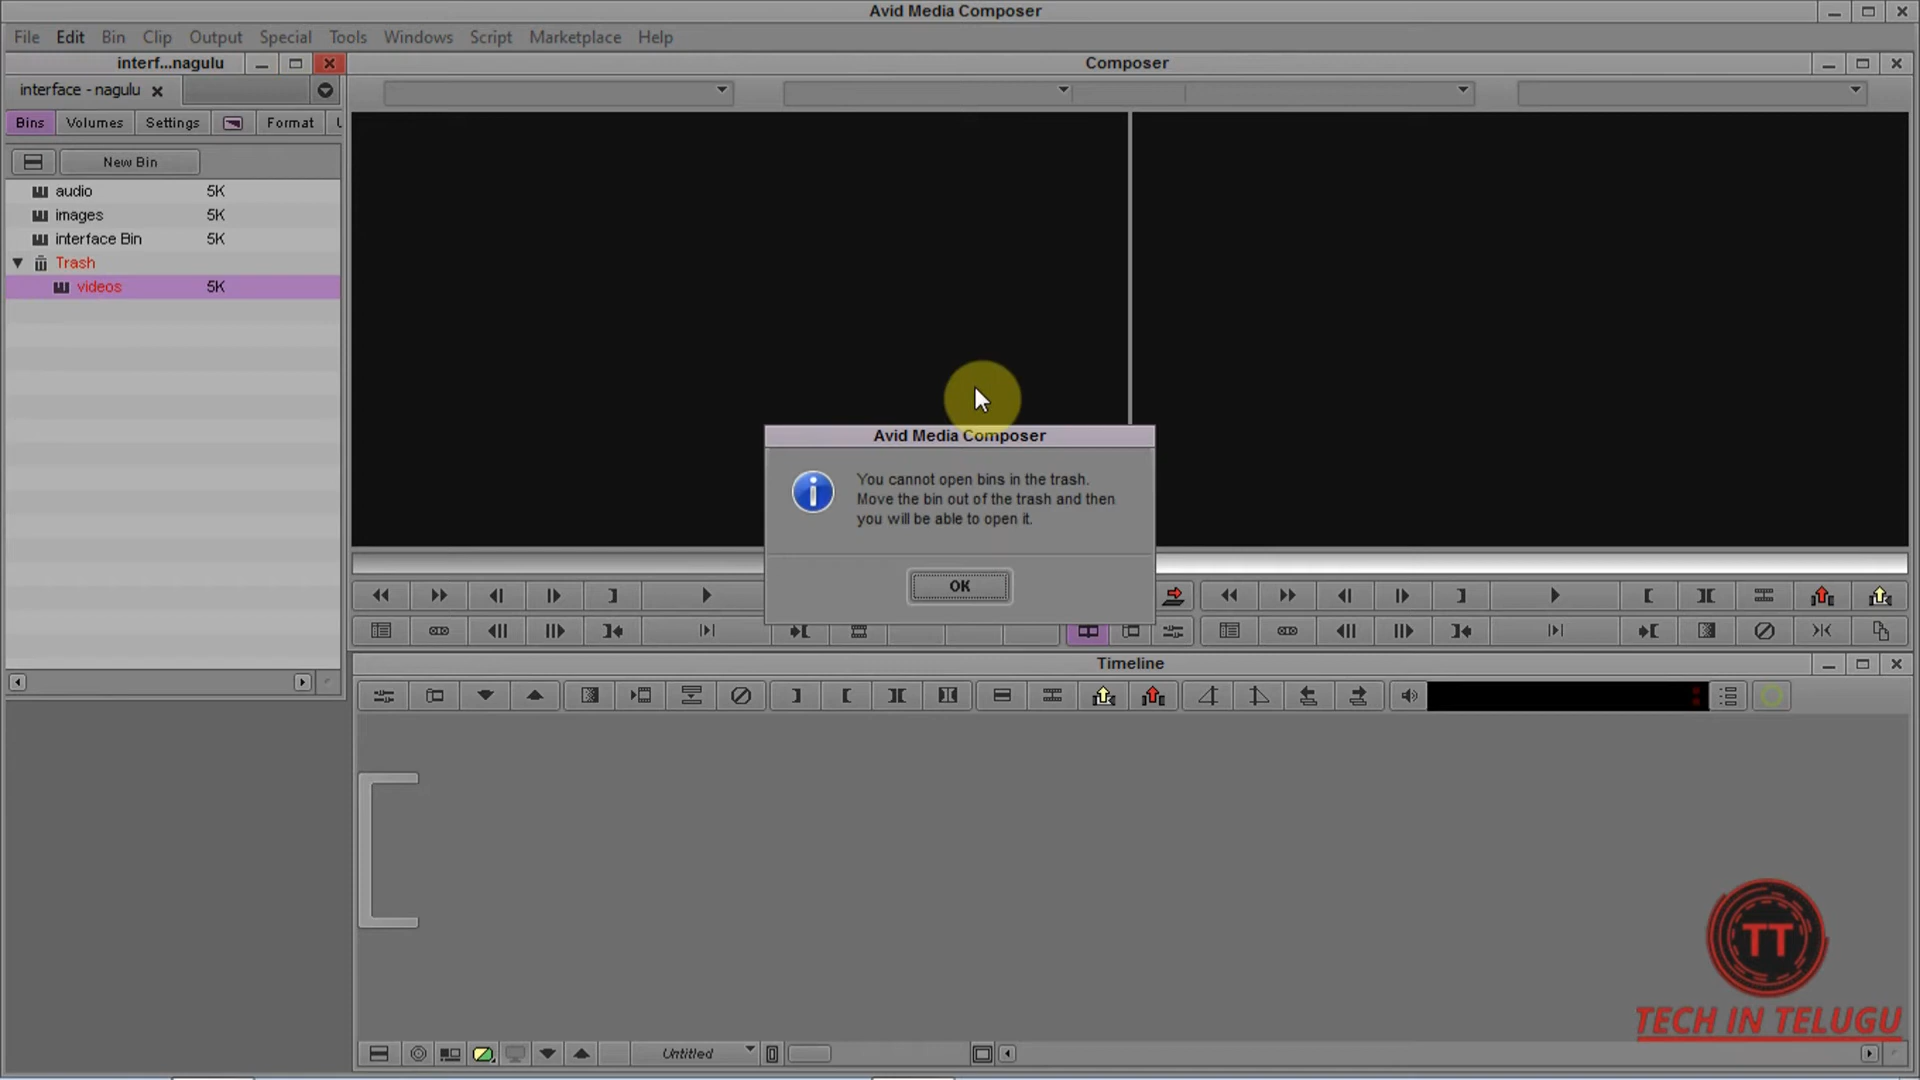 Avid Media Composer
File Edit Bin Clip Output Special Tools Windows Script Marketplace Help
interf...nagulu
Composer
interface - nagulu
Bins Volumes Settings Format
New Bin
audio 5K
images 5K
interface Bin 5K
Trash
videos 5K
Avid Media Composer
You cannot open bins in the trash.
Move the bin out of the trash and then
you will be able to open it.
OK
Timeline
TT
TECH IN TELUGU
Untitled